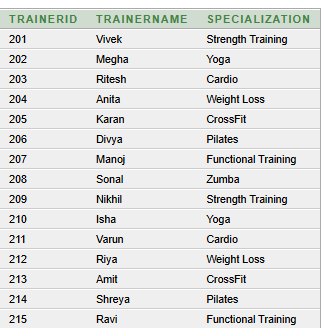 TRAINERID TRAINERNAME SPECIALIZATION
201 Vivek Strength Training
202 Megha Yoga
203 Ritesh Cardio
204 Anita Weight Loss
205 Karan CrossFit
206 Divya Pilates
207 Manoj Functional Training
208 Sonal Zumba
209 Nikhil Strength Training
210 Isha Yoga
211 Varun Cardio
212 Riya Weight Loss
213 Amit CrossFit
214 Shreya Pilates
215 Ravi Functional Training